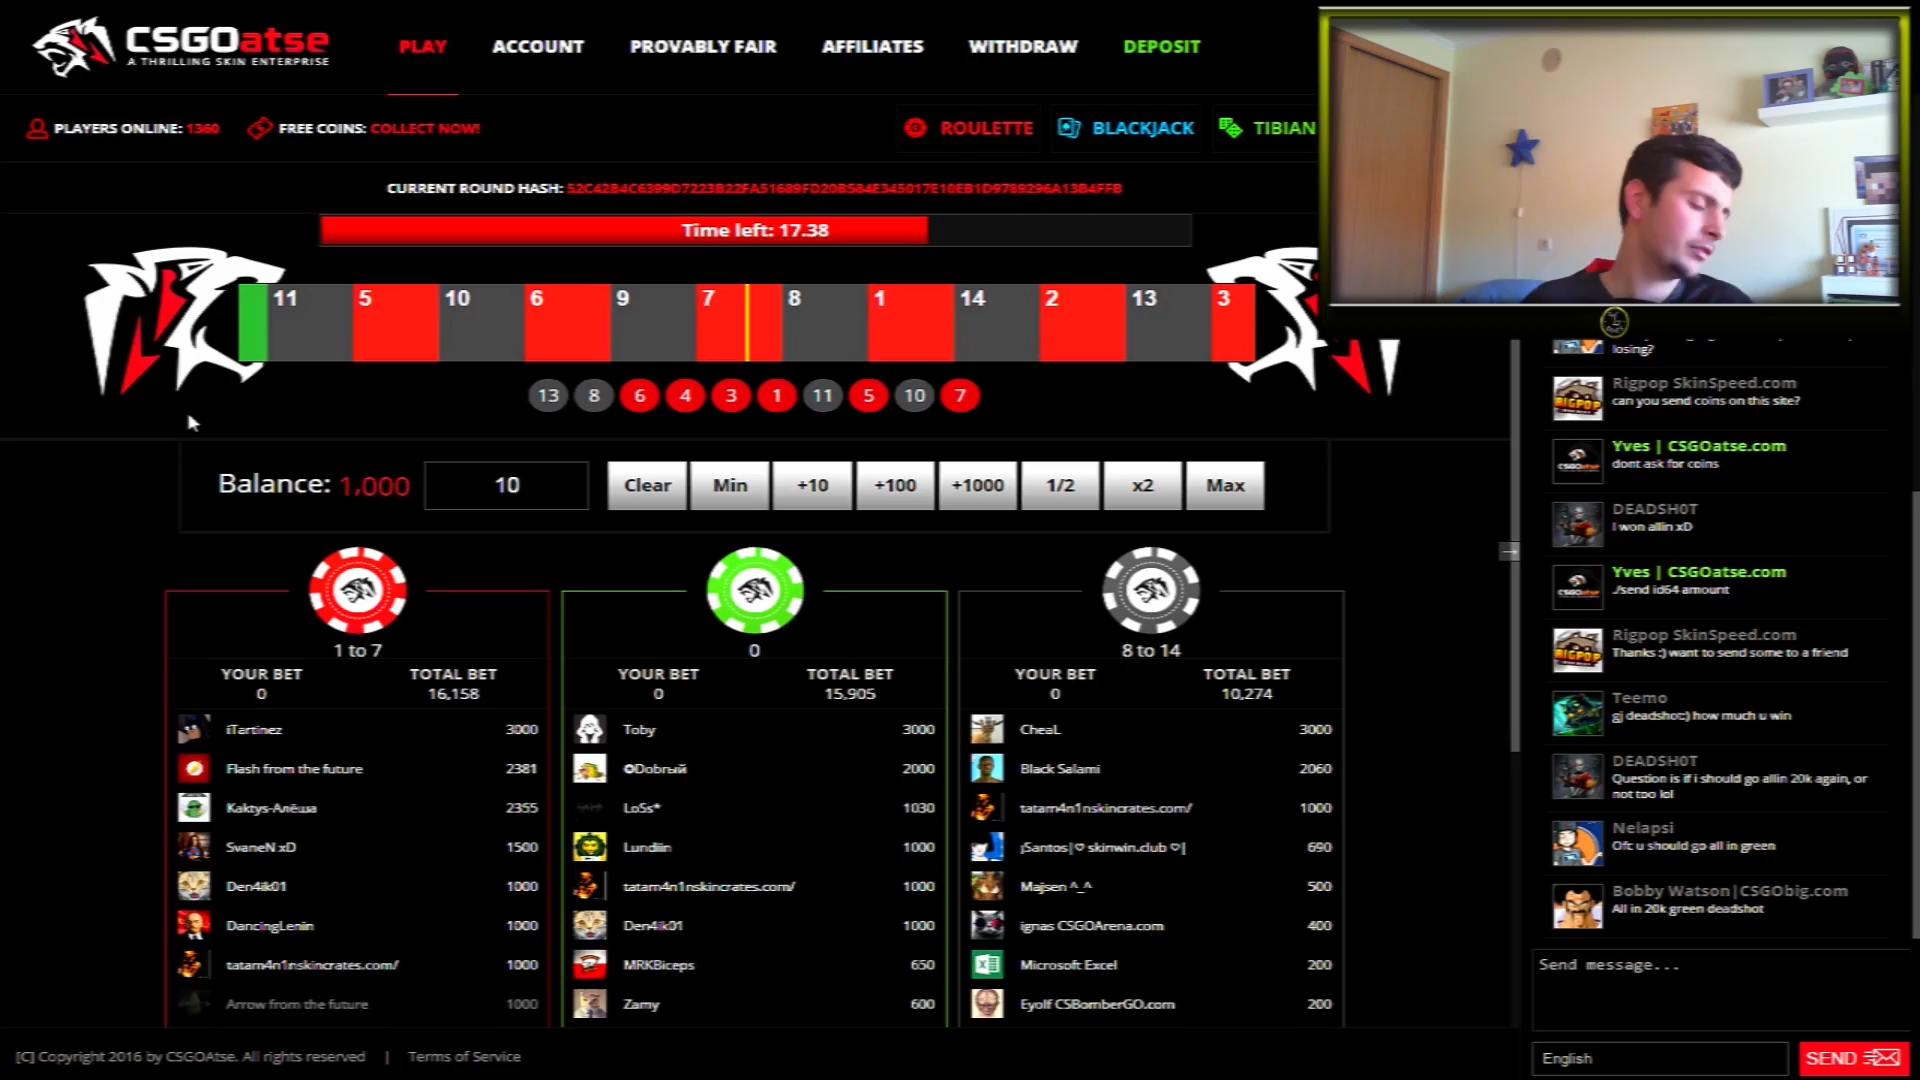 CSGOatse
A THRILLING SKIN ENTERPRISE
PLAY
ACCOUNT
PROVABLY FAIR
AFFILIATES
WITHDRAW
DEPOSIT
PLAYERS ONLINE: 1360
FREE COINS: COLLECT NOW!
ROULETTE
BLACKJACK
TIBIAN
CURRENT ROUND HASH:
Time left: 17.38
11 5 10 6 9 7 8 1 14 2 13 3
13 8 6 4 3 1 11 5 10 7
Balance: 1,000
10
Clear
Min
+10
+100
+1000
1/2
x2
Max
1 to 7
YOUR BET TOTAL BET
0 16,158
iTartinez 3000
Flash from the future 2381
Kaktys-Алёша 2355
SvaneN xD 1500
Den4ik01 1000
DancingLenin 1000
tatam4n1nskincrates.com/ 1000
Arrow from the future 1000
0
YOUR BET TOTAL BET
0 15,905
Toby 3000
✪Dobrый 2000
LoSs* 1030
Lundiin 1000
tatam4n1nskincrates.com/ 1000
Den4ik01 1000
MRKBiceps 650
Zamy 600
8 to 14
YOUR BET TOTAL BET
0 10,274
CheaL 3000
Black Salami 2060
tatam4n1nskincrates.com/ 1000
¡Santos|♡ skinwin.club ♡| 690
Majsen ^_^ 500
ignas CSGOArena.com 400
Microsoft Excel 200
Eyolf CSBomberGO.com 200
losing?
Rigpop SkinSpeed.com
can you send coins on this site?
Yves | CSGOatse.com
dont ask for coins
DEADSH0T
I won allin xD
Yves | CSGOatse.com
./send id64 amount
Rigpop SkinSpeed.com
Thanks :) want to send some to a friend
Teemo
gj deadshot:) how much u win
DEADSH0T
Question is if i should go allin 20k again, or
not too lol
Nelapsi
Ofc u should go all in green
Bobby Watson|CSGObig.com
All in 20k green deadshot
Send message...
English
SEND
[C] Copyright 2016 by CSGOAtse. All rights reserved | Terms of Service